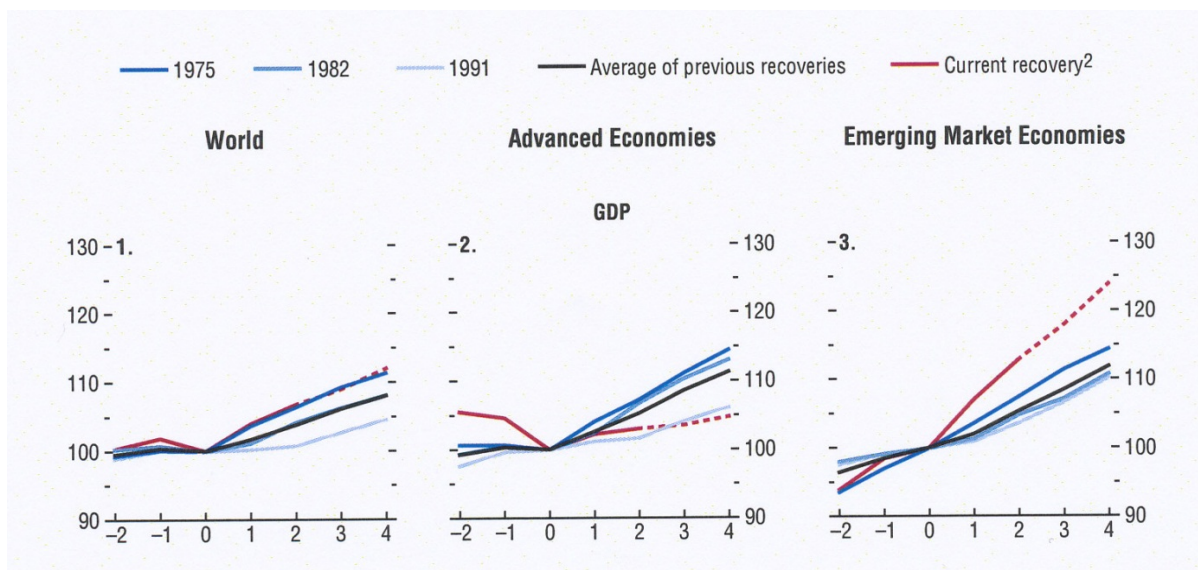 1975 1982 1991 Average of previous recoveries Current recovery²
World Advanced Economies Emerging Market Economies
GDP
130 1. 2. 130 3. 130
120 120 120
110 110 110
100 100 100
90 90 90
−2 −1 0 1 2 3 4 −2 −1 0 1 2 3 4 −2 −1 0 1 2 3 4